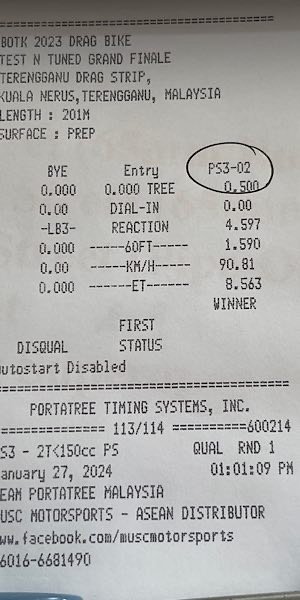 BOTK 2023 DRAG BIKE
TEST N TUNED GRAND FINALE
TERENGGANU DRAG STRIP,
KUALA NERUS,TERENGGANU, MALAYSIA
LENGTH : 201M
SURFACE : PREP
BYE Entry PS3-02
0.000 0.000 TREE 0.500
0.00 DIAL-IN 0.00
-LB3- REACTION 4.597
0.000 ------60FT------ 1.590
0.00 ------KM/H------ 90.81
0.000 -------ET------- 8.563
WINNER
FIRST
DISQUAL STATUS
utostart Disabled
PORTATREE TIMING SYSTEMS, INC.
============== 113/114 ===========600214
S3 - 2T<150cc PS QUAL RND 1
anuary 27, 2024 01:01:09 PM
EAM PORTATREE MALAYSIA
USC MOTORSPORTS - ASEAN DISTRIBUTOR
ww.facebook.com/muscmotorsports
6016-6681490